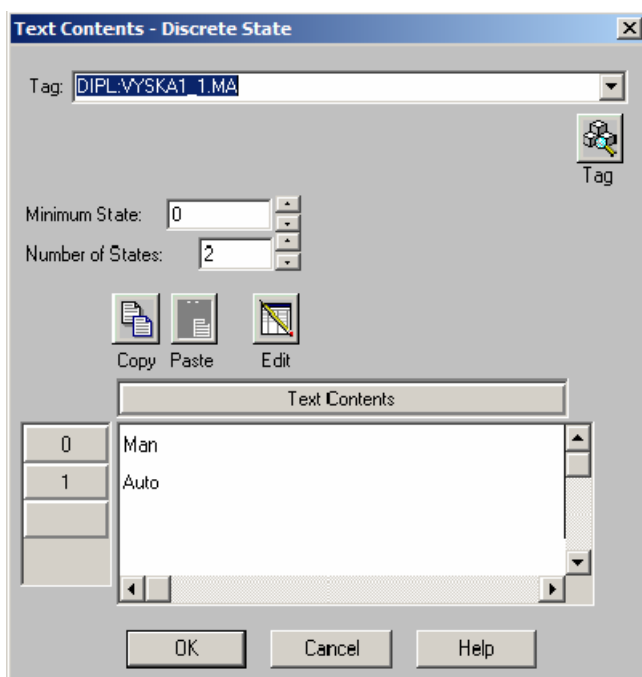 Text Contents - Discrete State
Tag: DIPL:VYSKA1_1.MA
Tag
Minimum State: 0
Number of States: 2
Copy Paste Edit
Text Contents
0 Man
1 Auto
OK Cancel Help